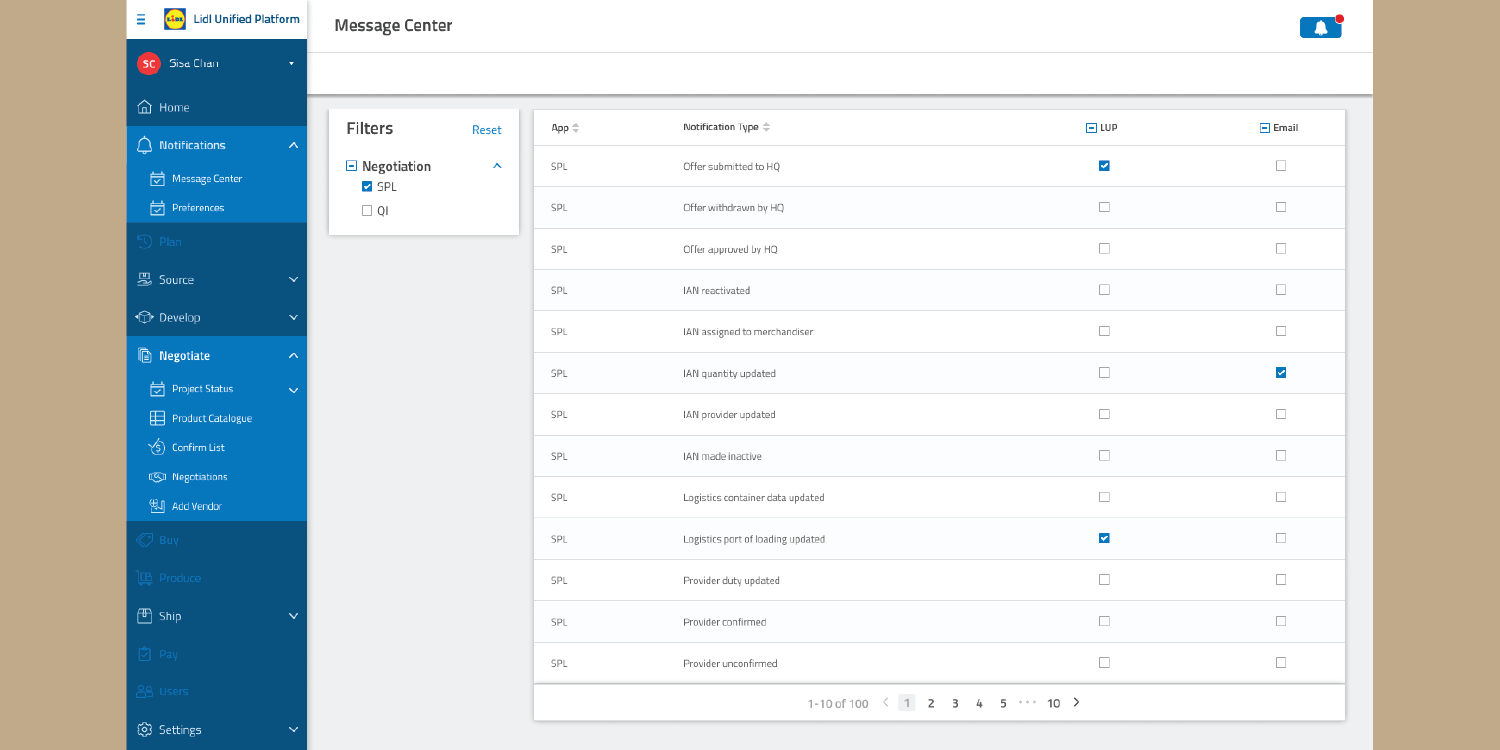 LiDL
Lidl Unified Platform
SC
Sisa Chan
Home
Notifications
Message Center
Preferences
Plan
Source
Develop
Negotiate
Project Status
Product Catalogue
Confirm List
Negotiations
Add Vendor
Buy
Produce
Ship
Pay
Users
Settings
Message Center
Filters
Reset
Negotiation
SPL
QI
App Notification Type LUP Email
SPL Offer submitted to HQ
SPL Offer withdrawn by HQ
SPL Offer approved by HQ
SPL IAN reactivated
SPL IAN assigned to merchandiser
SPL IAN quantity updated
SPL IAN provider updated
SPL IAN made inactive
SPL Logistics container data updated
SPL Logistics port of loading updated
SPL Provider duty updated
SPL Provider confirmed
SPL Provider unconfirmed
1-10 of 100 < 1 2 3 4 5 ••• 10 >